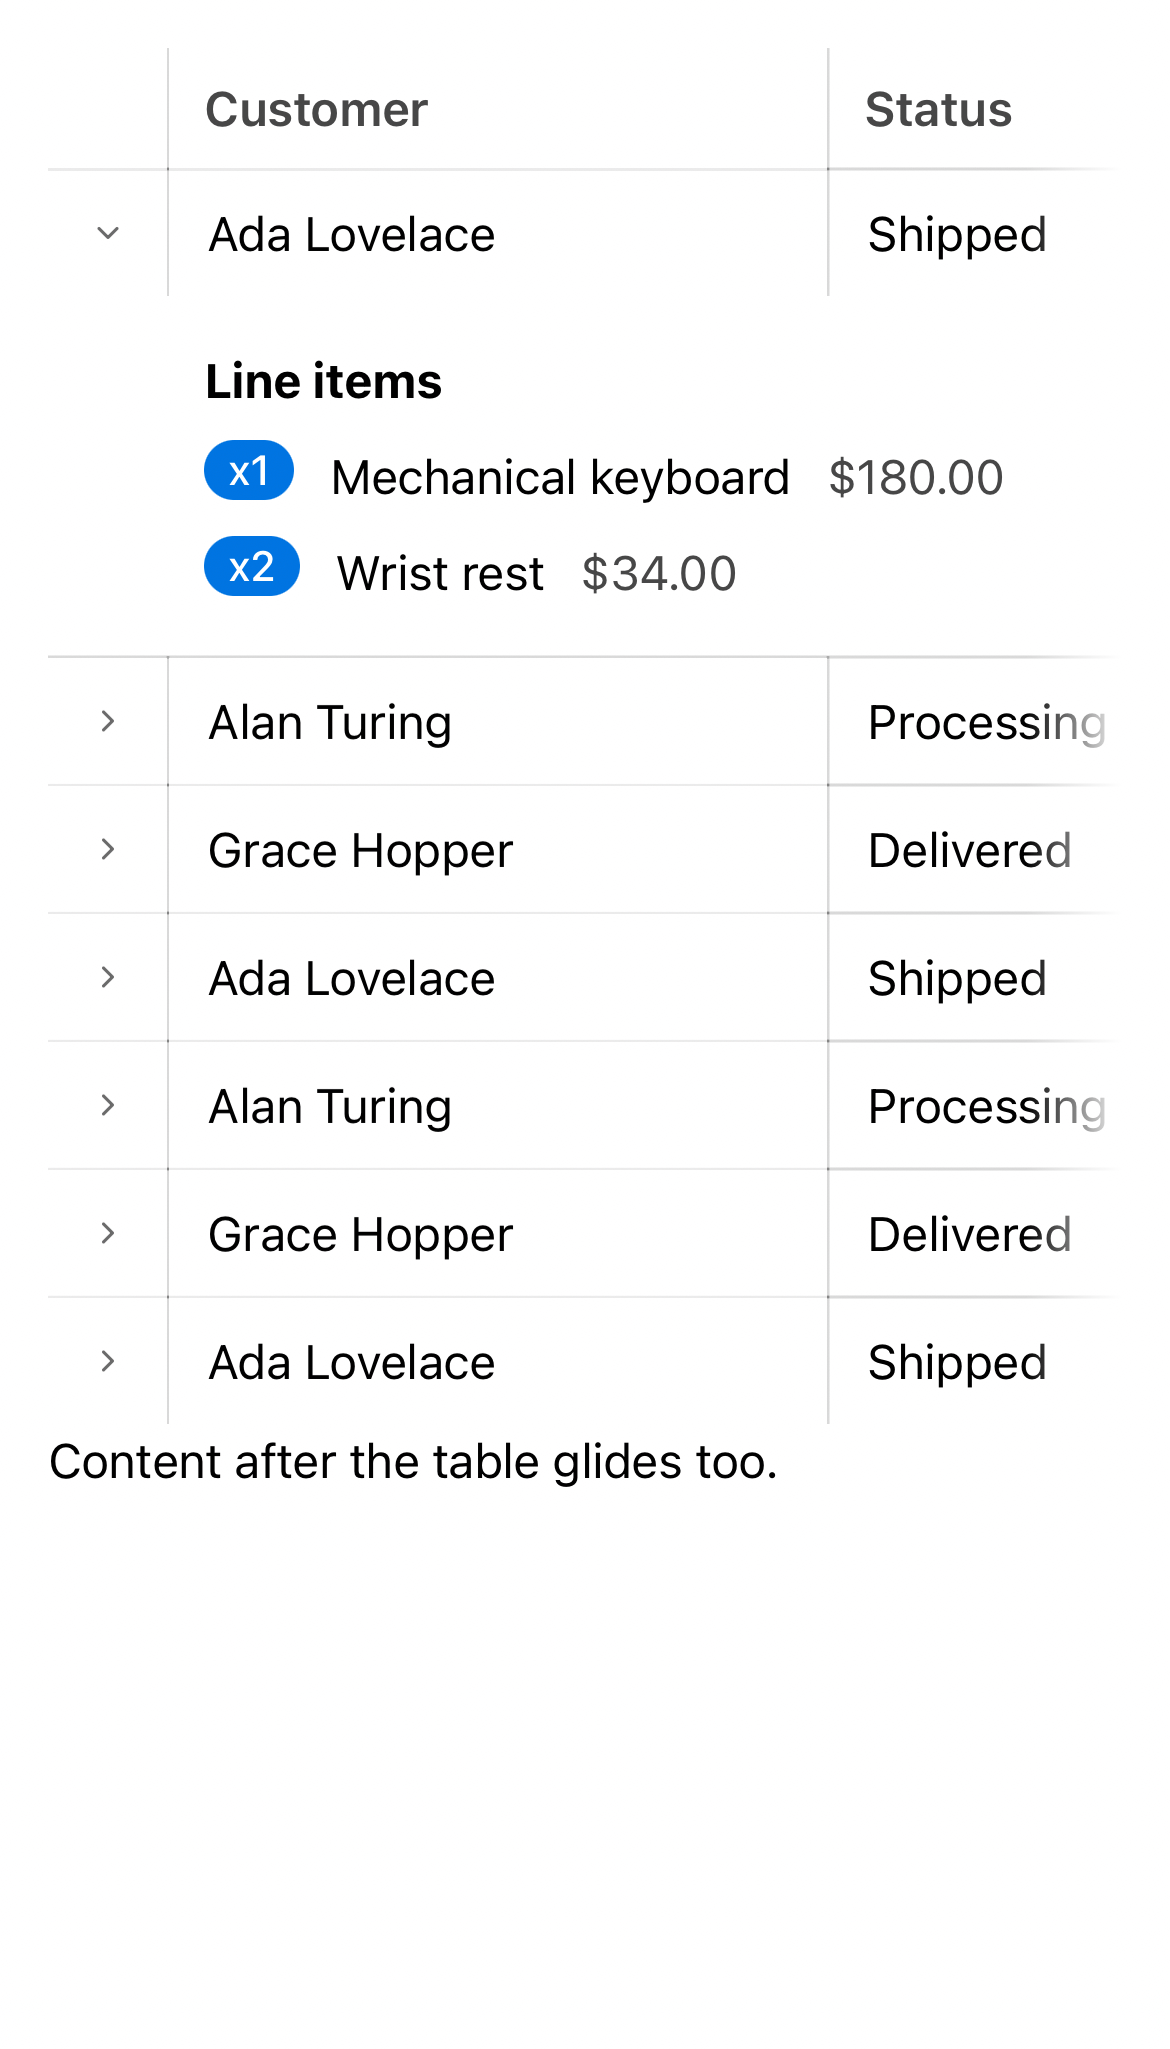 Customer Status
Ada Lovelace Shipped
Line items
x1 Mechanical keyboard $180.00
x2 Wrist rest $34.00
Alan Turing Processing
Grace Hopper Delivered
Ada Lovelace Shipped
Alan Turing Processing
Grace Hopper Delivered
Ada Lovelace Shipped
Content after the table glides too.